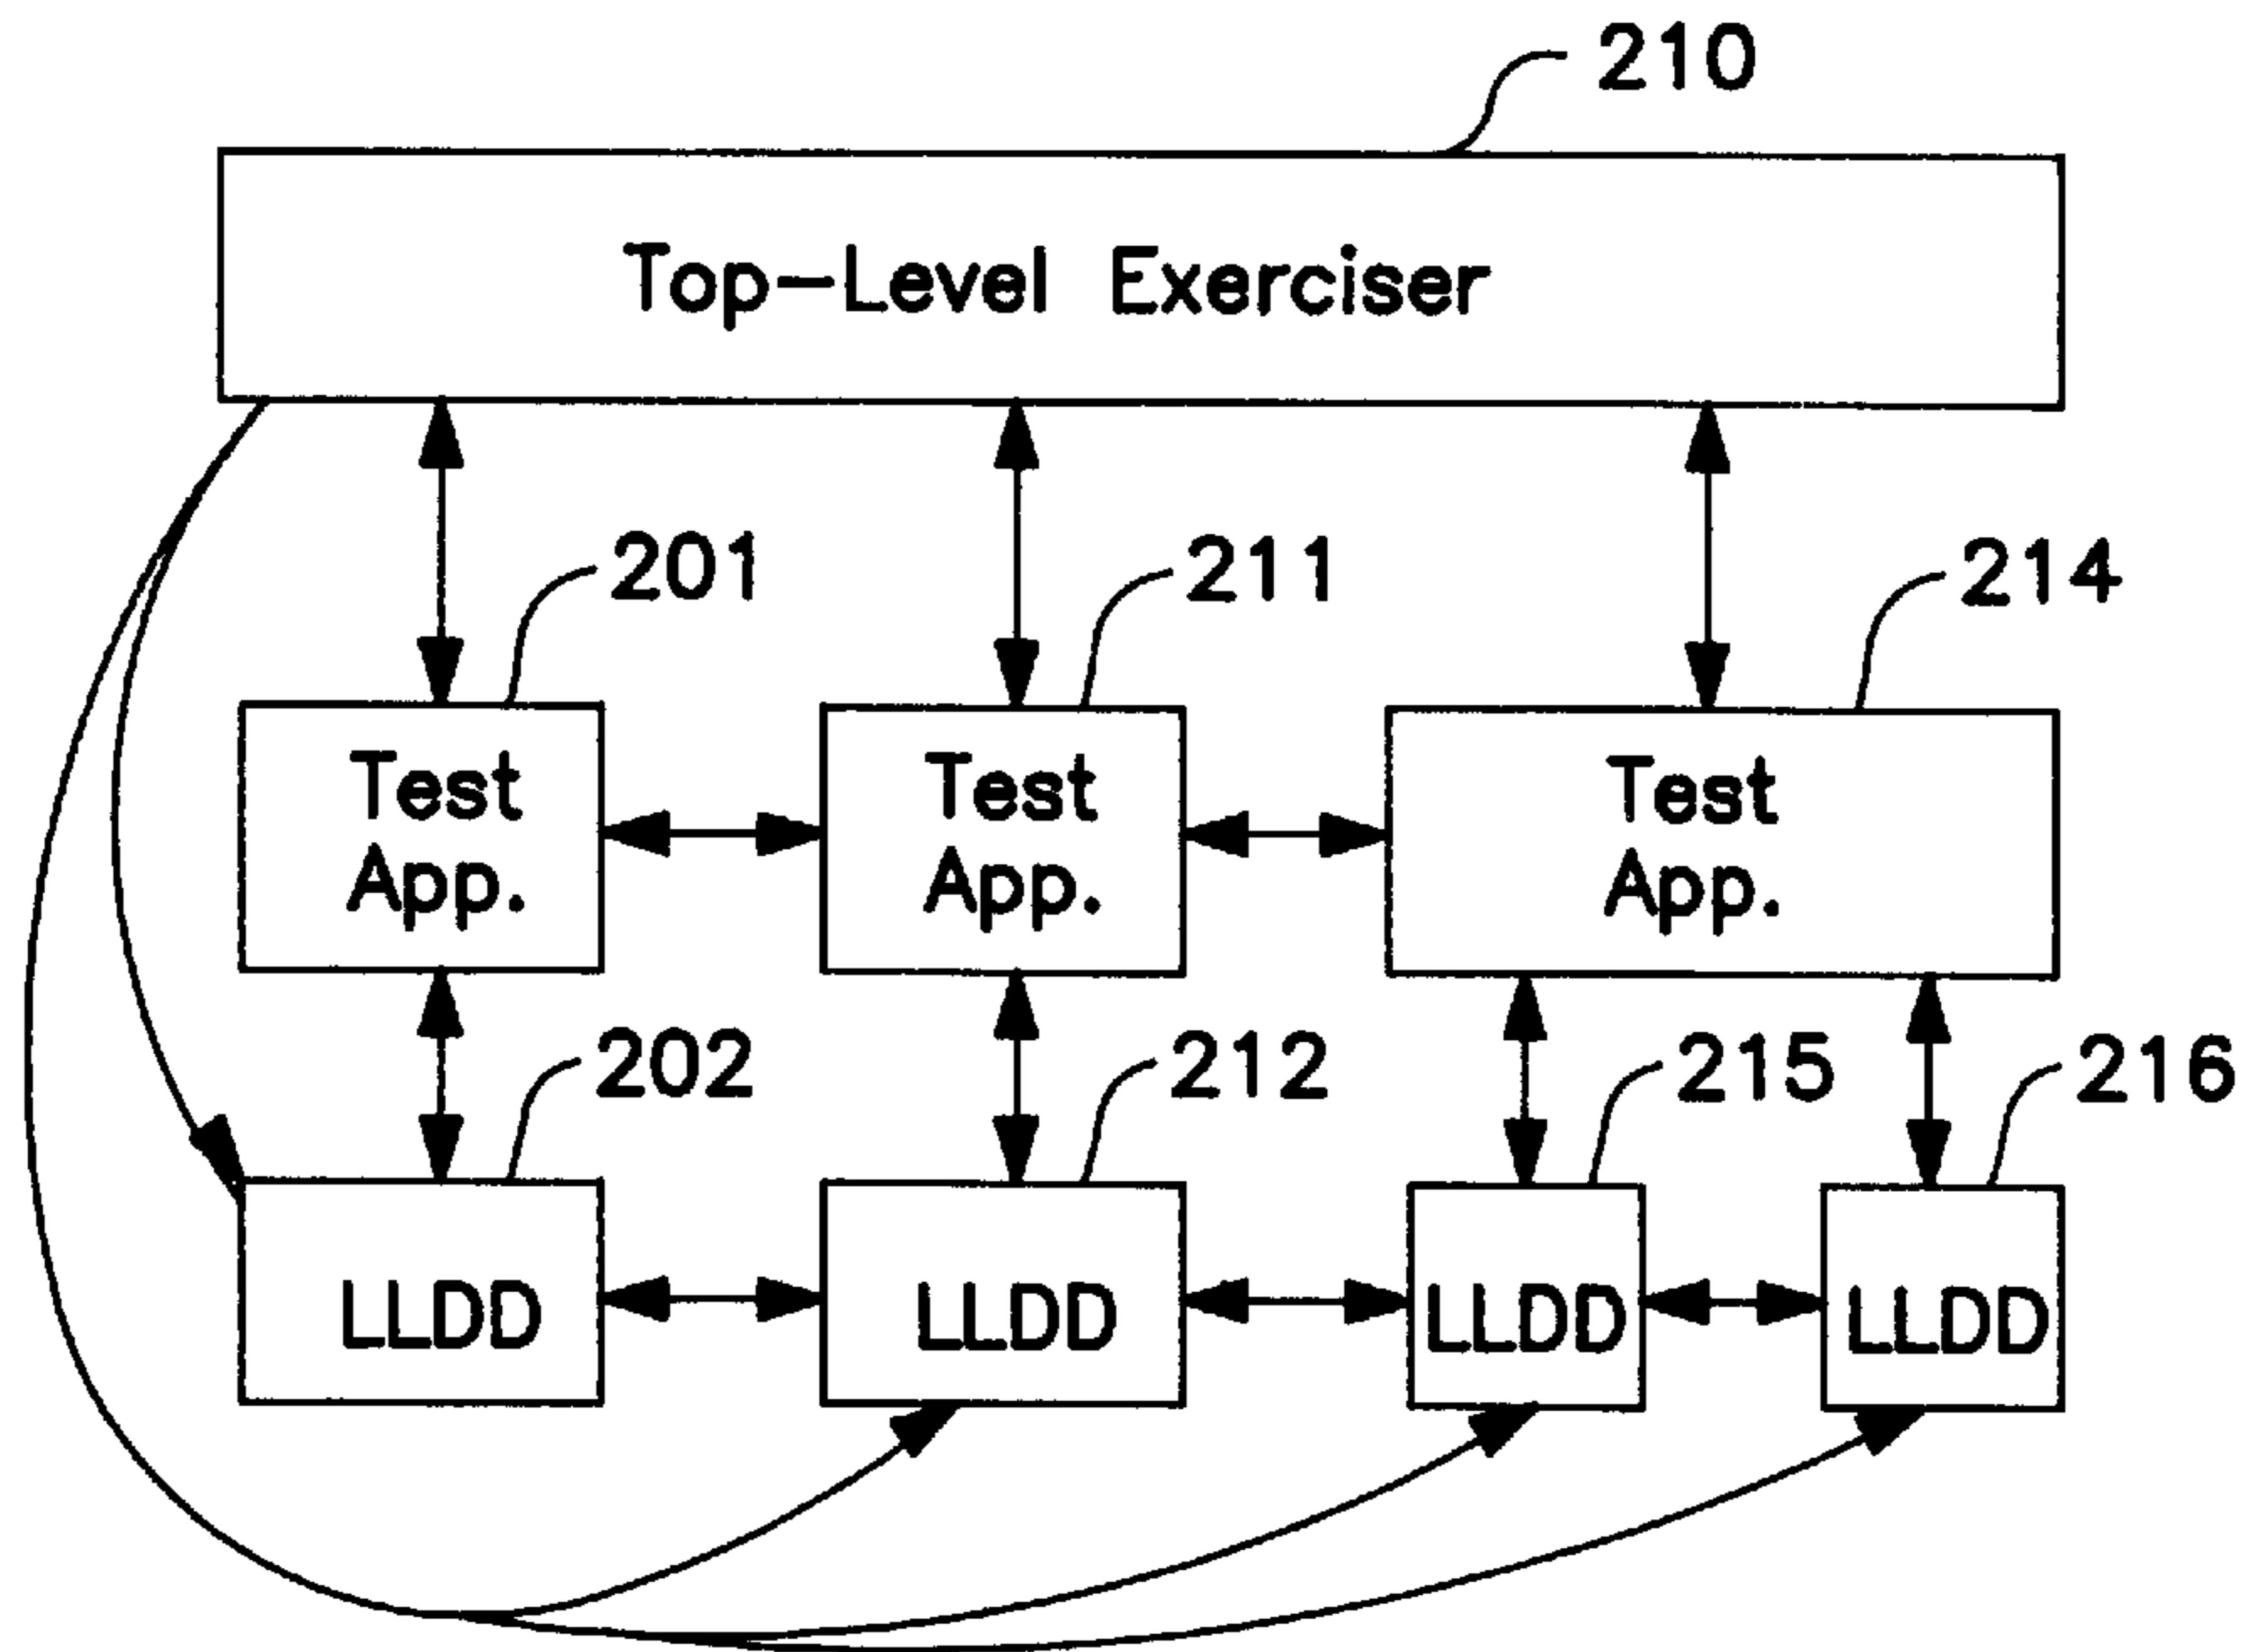 210
Top-Level Exerciser
201
211
214
Test
App.
Test
App.
Test
App.
202
212
215
216
LLDD
LLDD
LLDD
LLDD